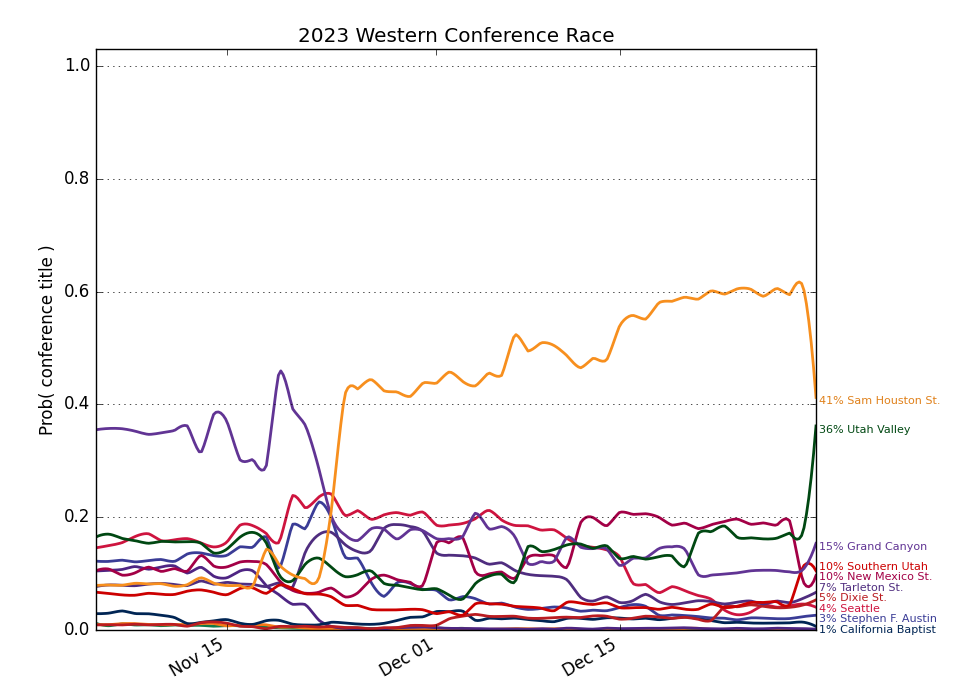 2023 Western Conference Race
Prob( conference title )
1.0
0.8
0.6
0.4
0.2
0.0
Nov 15
Dec 01
Dec 15
41% Sam Houston St.
36% Utah Valley
15% Grand Canyon
10% Southern Utah
10% New Mexico St.
7% Tarleton St.
5% Dixie St.
4% Seattle
3% Stephen F. Austin
1% California Baptist